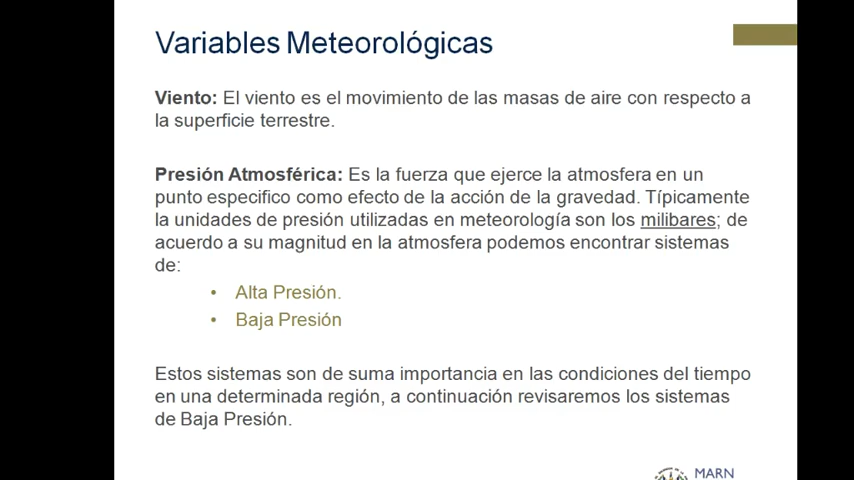 Variables Meteorológicas
Viento: El viento es el movimiento de las masas de aire con respecto a
la superficie terrestre.
Presión Atmosférica: Es la fuerza que ejerce la atmosfera en un
punto especifico como efecto de la acción de la gravedad. Típicamente
la unidades de presión utilizadas en meteorología son los milibares; de
acuerdo a su magnitud en la atmosfera podemos encontrar sistemas
de:
• Alta Presión.
• Baja Presión
Estos sistemas son de suma importancia en las condiciones del tiempo
en una determinada región, a continuación revisaremos los sistemas
de Baja Presión.
MARN